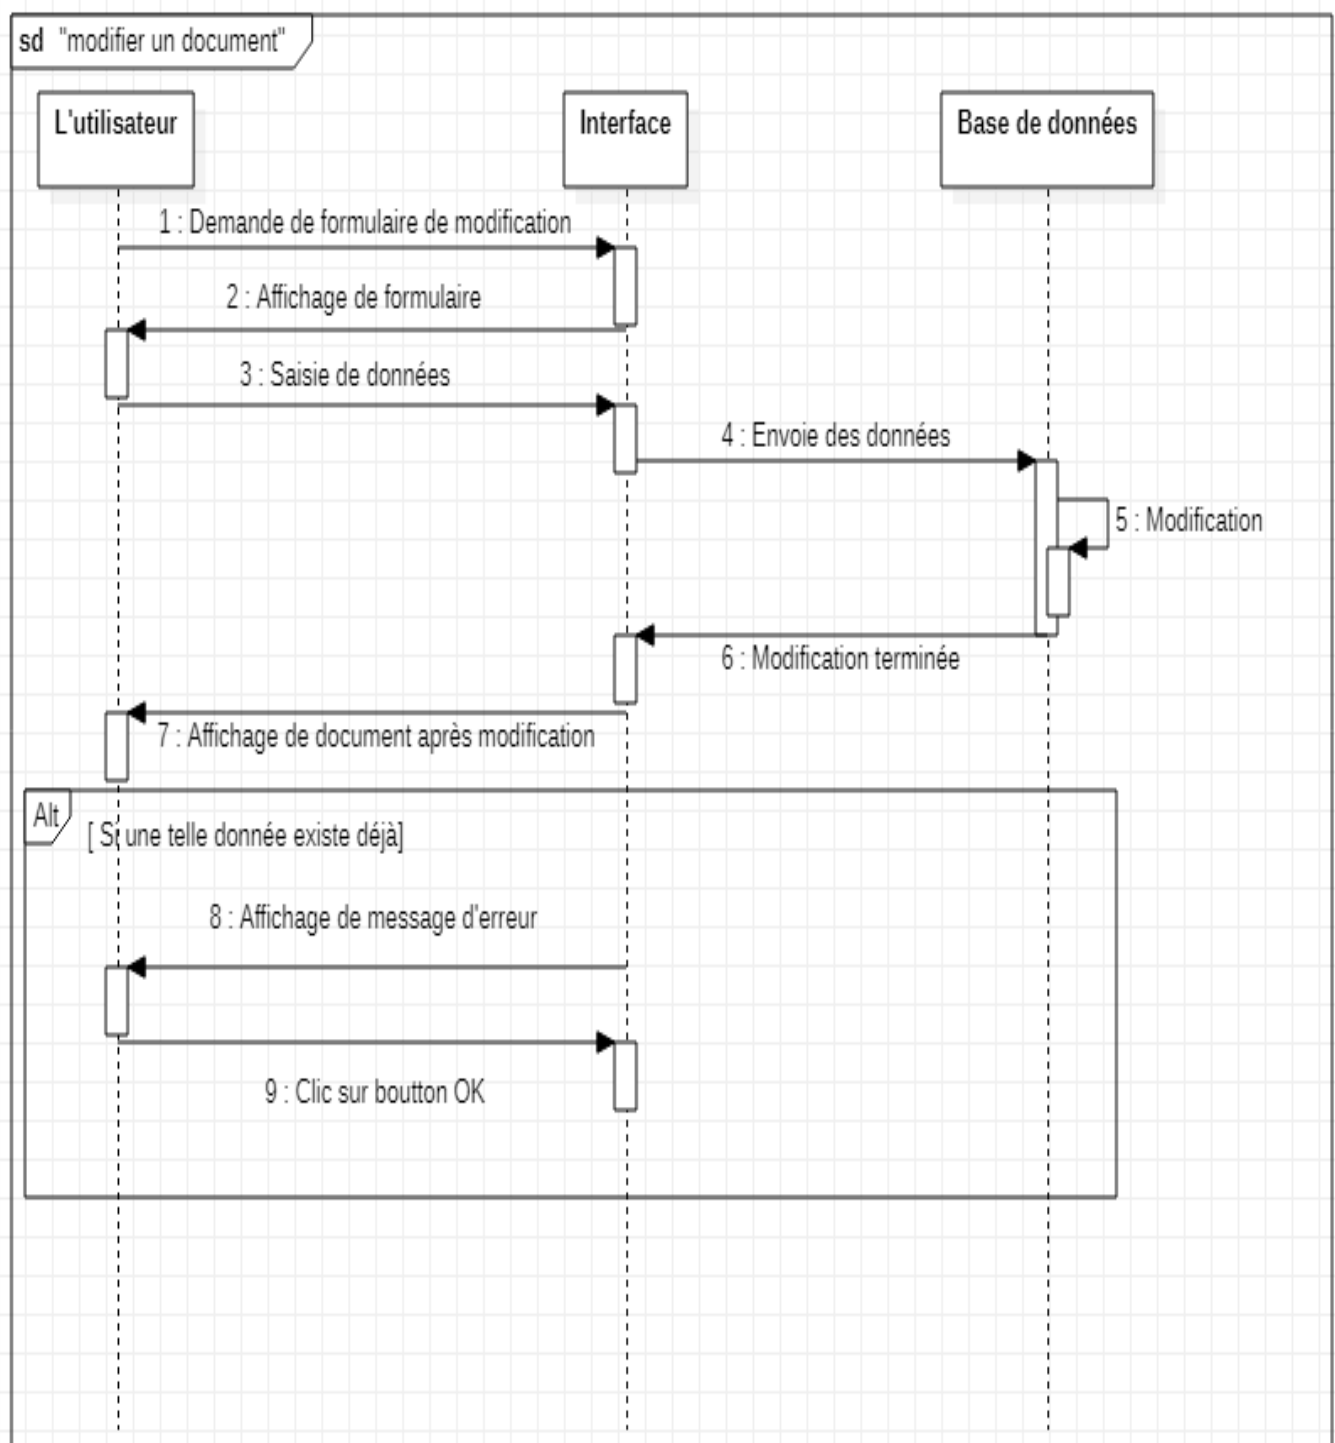 sd "modifier un document"
L'utilisateur
Interface
Base de données
1 : Demande de formulaire de modification
2 : Affichage de formulaire
3 : Saisie de données
4 : Envoie des données
5 : Modification
6 : Modification terminée
7 : Affichage de document après modification
Alt
[ Si une telle donnée existe déjà]
8 : Affichage de message d'erreur
9 : Clic sur boutton OK